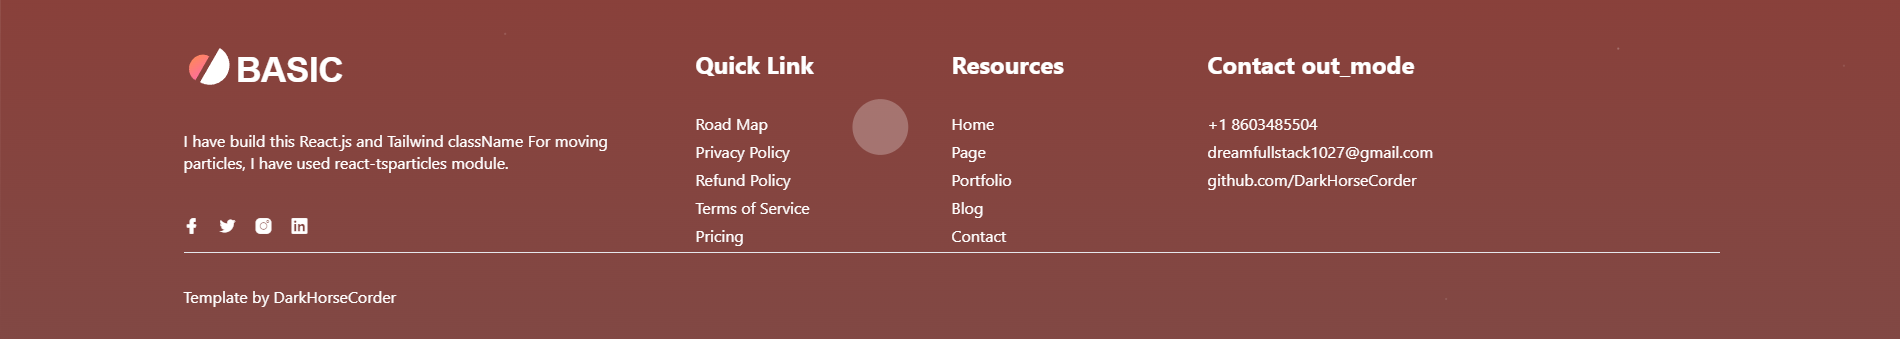 BASIC
I have build this React.js and Tailwind className For moving
particles, I have used react-tsparticles module.
Quick Link
Road Map
Privacy Policy
Refund Policy
Terms of Service
Pricing
Resources
Home
Page
Portfolio
Blog
Contact
Contact out_mode
+1 8603485504
dreamfullstack1027@gmail.com
github.com/DarkHorseCorder
Template by DarkHorseCorder